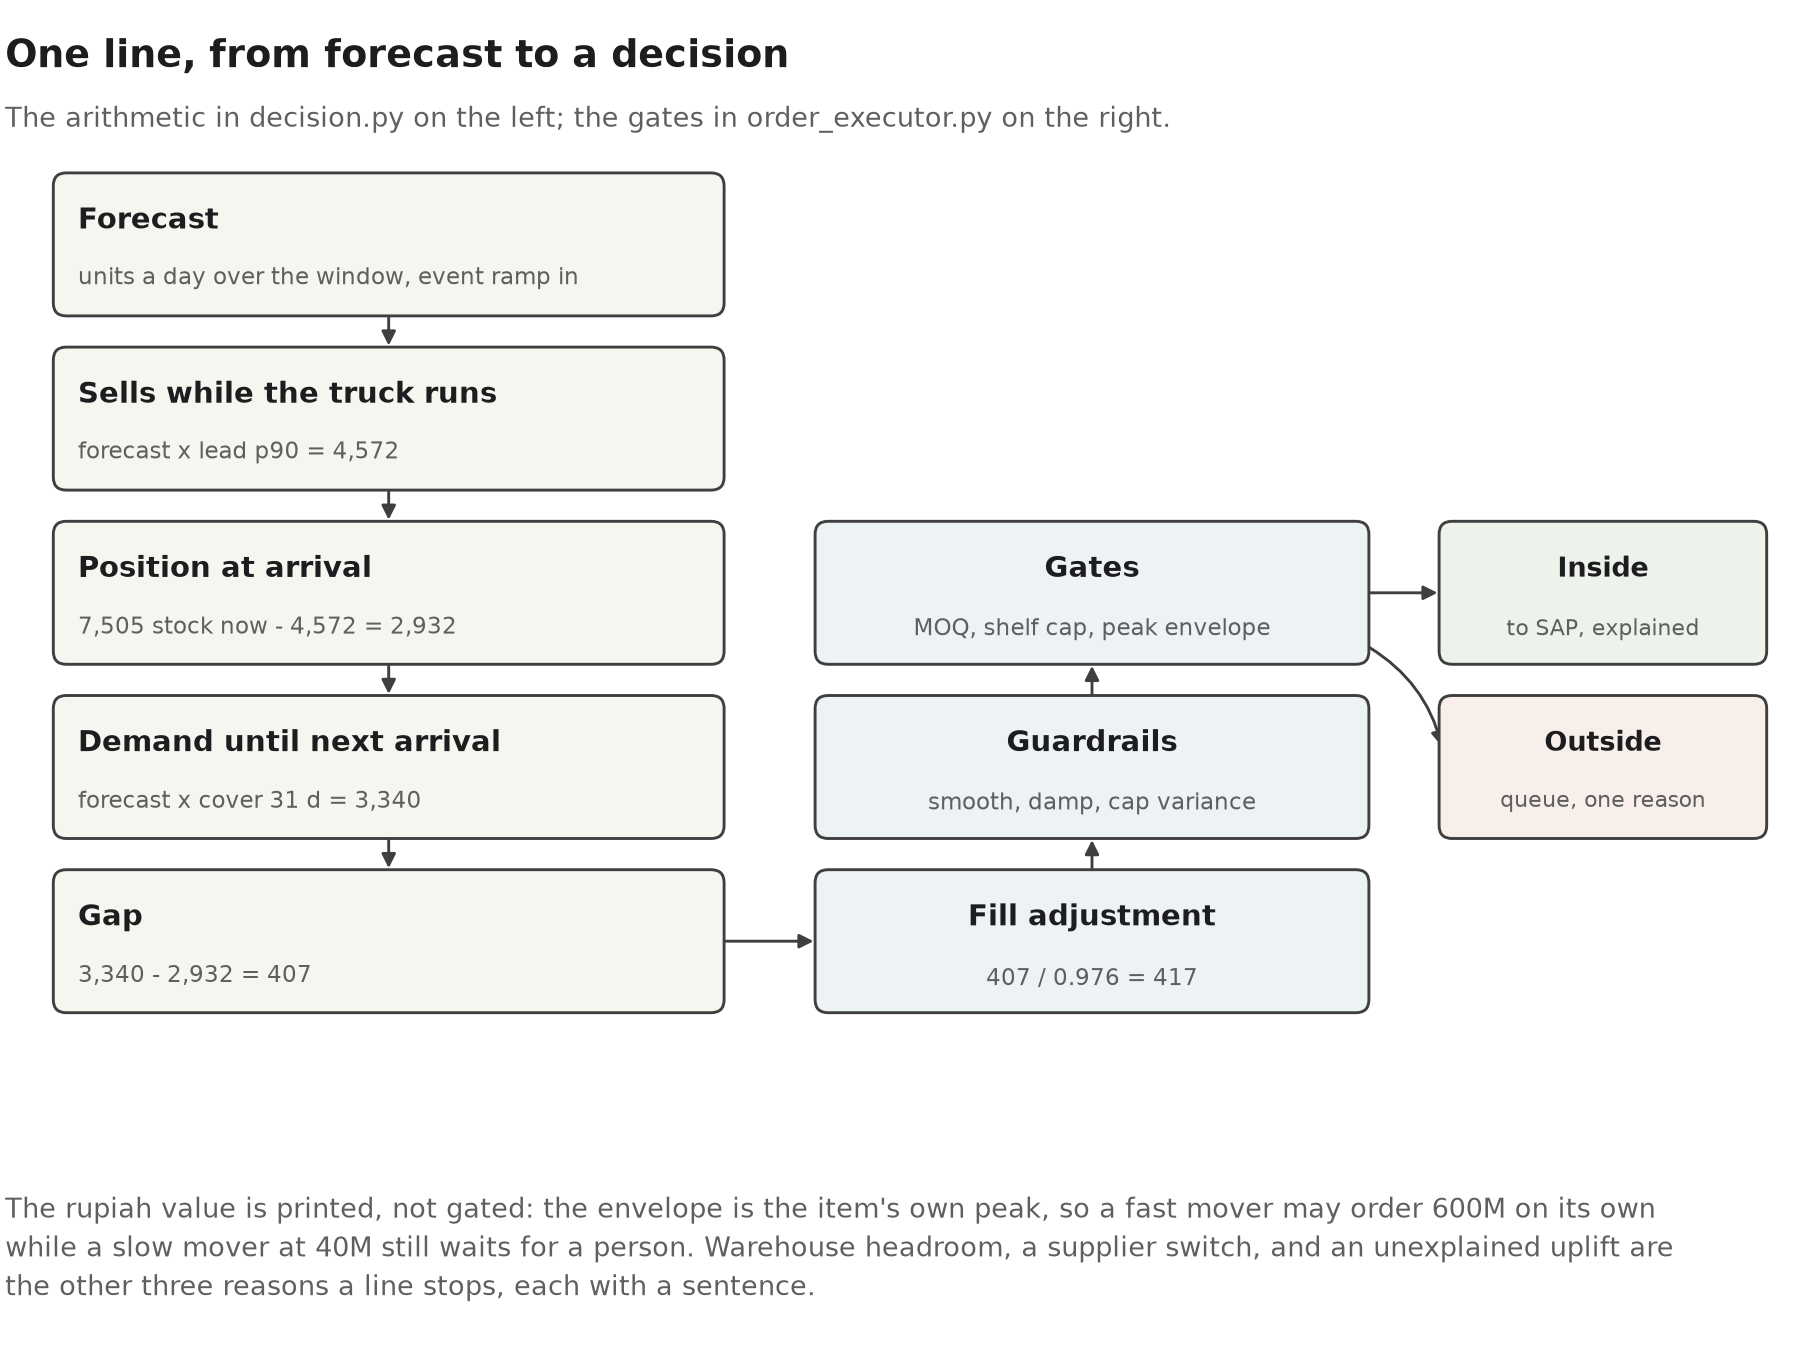 One line, from forecast to a decision
The arithmetic in decision.py on the left; the gates in order_executor.py on the right.
Forecast
units a day over the window, event ramp in
Sells while the truck runs
forecast x lead p90 = 4,572
Position at arrival
7,505 stock now - 4,572 = 2,932
Demand until next arrival
forecast x cover 31 d = 3,340
Gap
3,340 - 2,932 = 407
Fill adjustment
407 / 0.976 = 417
Guardrails
smooth, damp, cap variance
Gates
MOQ, shelf cap, peak envelope
Inside
to SAP, explained
Outside
queue, one reason
The rupiah value is printed, not gated: the envelope is the item's own peak, so a fast mover may order 600M on its own
while a slow mover at 40M still waits for a person. Warehouse headroom, a supplier switch, and an unexplained uplift are
the other three reasons a line stops, each with a sentence.